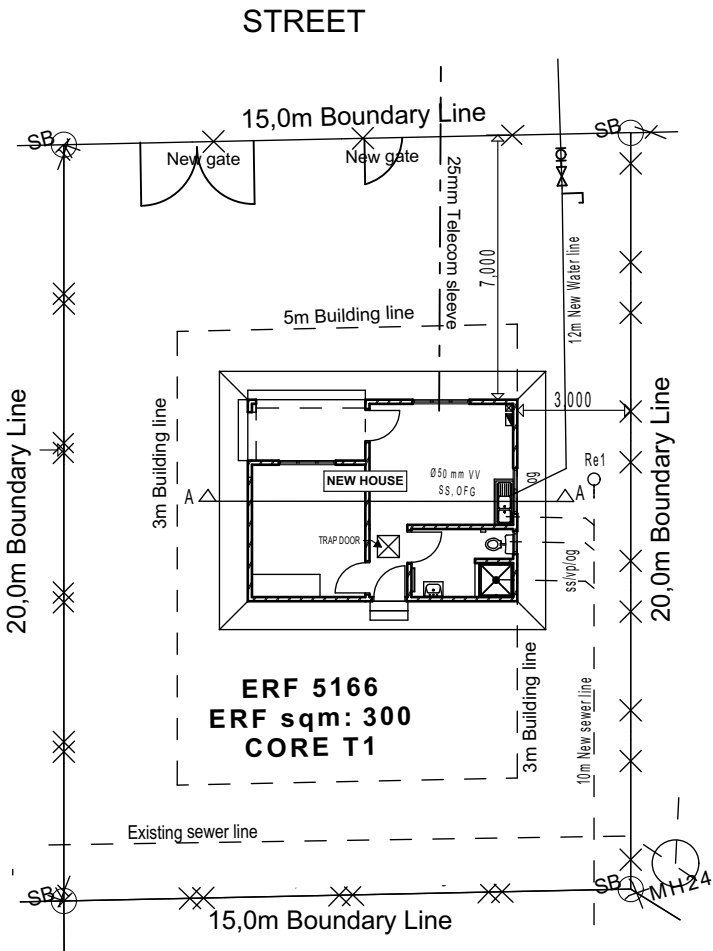 STREET
15,0m Boundary Line
SB
SB
New gate
New gate
25mm Telecom sleeve
7,000
12m New Water line
5m Building line
3,000
20,0m Boundary Line
3m Building line
20,0m Boundary Line
Re1
NEW HOUSE
Ø50 mm VV
SS, OFG
og
A
A
TRAP DOOR
ss/vp/og
ERF 5166
ERF sqm: 300
CORE T1
3m Building line
10m New sewer line
Existing sewer line
SB
SB
MH24
15,0m Boundary Line